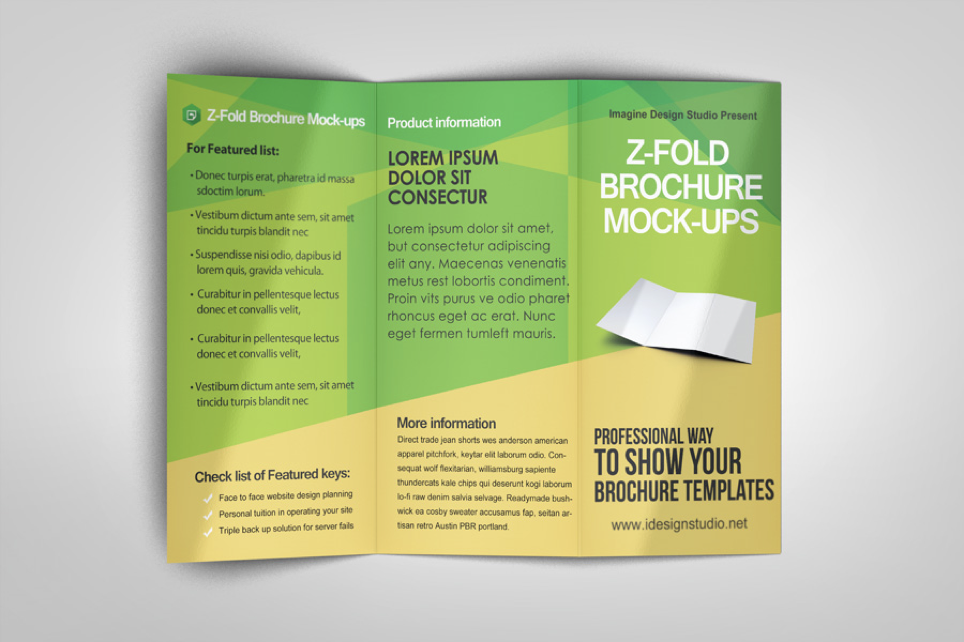 Z-Fold Brochure Mock-ups
For Featured list:
• Donec turpis erat, pharetra id massa
sdoctim lorum.
• Vestibum dictum ante sem, sit amet
tincidu turpis blandit nec
• Suspendisse nisi odio, dapibus id
lorem quis, gravida vehicula.
• Curabitur in pellentesque lectus
donec et convallis velit,
• Curabitur in pellentesque lectus
donec et convallis velit,
• Vestibum dictum ante sem, sit amet
tincidu turpis blandit nec
Check list of Featured keys:
Face to face website design planning
Personal tuition in operating your site
Triple back up solution for server fails
Product information
LOREM IPSUM
DOLOR SIT
CONSECTUR
Lorem ipsum dolor sit amet,
but consectetur adipiscing
elit any. Maecenas venenatis
metus rest lobortis condiment.
Proin vits purus ve odio pharet
rhoncus eget ac erat. Nunc
eget fermen tumleft mauris.
More information
Direct trade jean shorts wes anderson american
apparel pitchfork, keytar elit laborum odio. Con-
sequat wolf flexitarian, williamsburg sapiente
thundercats kale chips qui deserunt kogi laborum
lo-fi raw denim salvia selvage. Readymade bush-
wick ea cosby sweater accusamus fap, seitan ar-
tisan retro Austin PBR portland.
Imagine Design Studio Present
Z-FOLD
BROCHURE
MOCK-UPS
PROFESSIONAL WAY
TO SHOW YOUR
BROCHURE TEMPLATES
www.idesignstudio.net